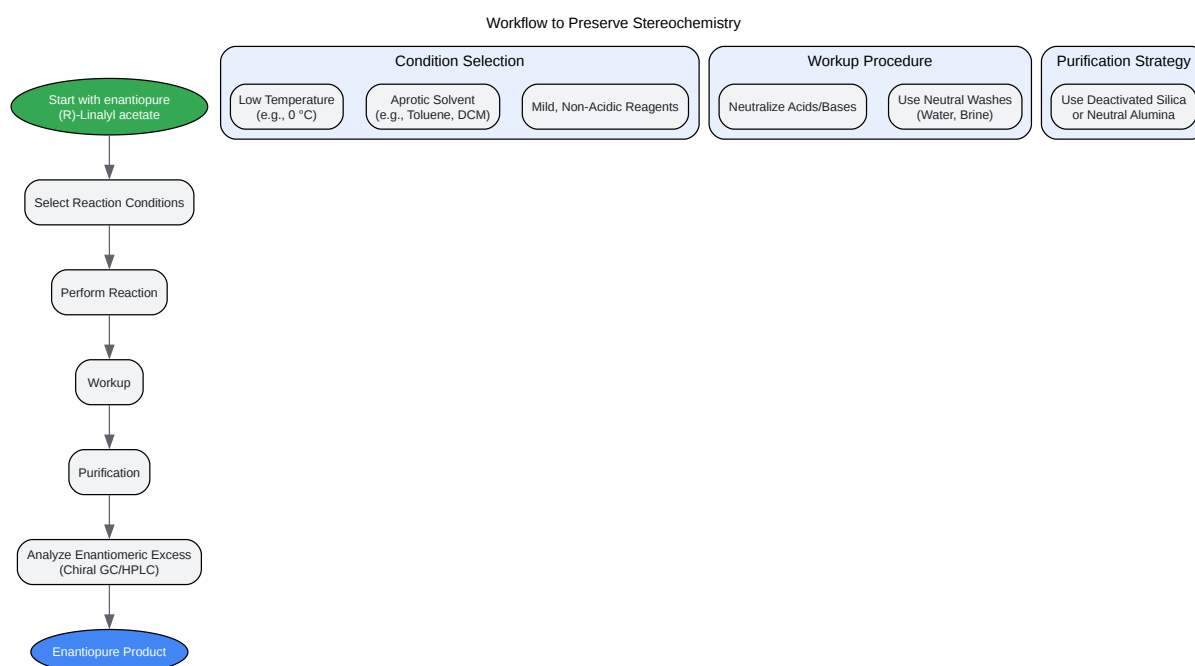 Workflow to Preserve Stereochemistry
Start with enantiopure
(R)-Linalyl acetate
Select Reaction Conditions
Perform Reaction
Workup
Purification
Analyze Enantiomeric Excess
(Chiral GC/HPLC)
Enantiopure Product
Condition Selection
Low Temperature
(e.g., 0 °C)
Aprotic Solvent
(e.g., Toluene, DCM)
Mild, Non-Acidic Reagents
Workup Procedure
Neutralize Acids/Bases
Use Neutral Washes
(Water, Brine)
Purification Strategy
Use Deactivated Silica
or Neutral Alumina